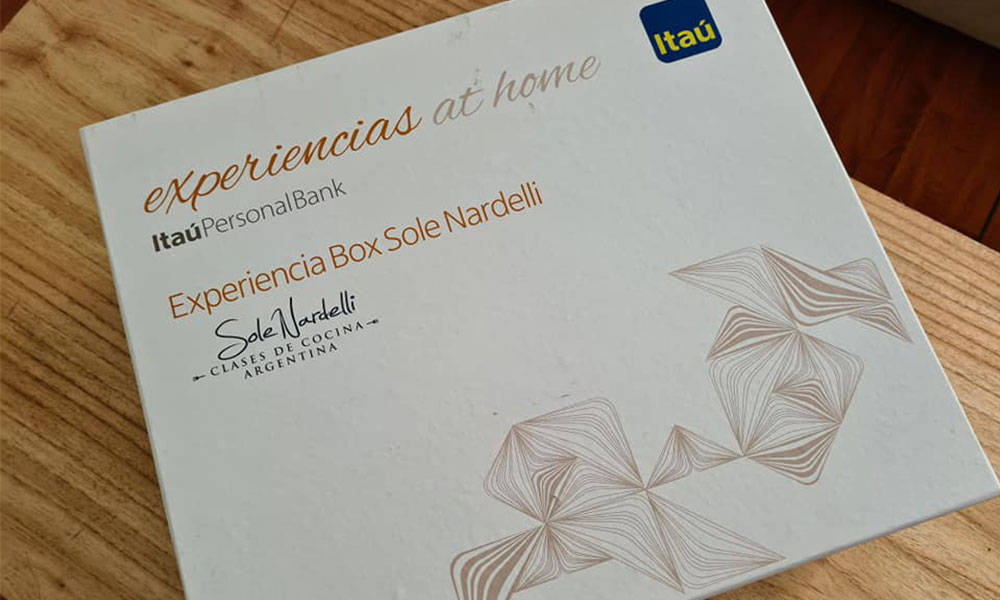 Itaú
experiencias at home
ItaúPersonalBank
Experiencia Box Sole Nardelli
Sole Nardelli
CLASES DE COCINA
ARGENTINA